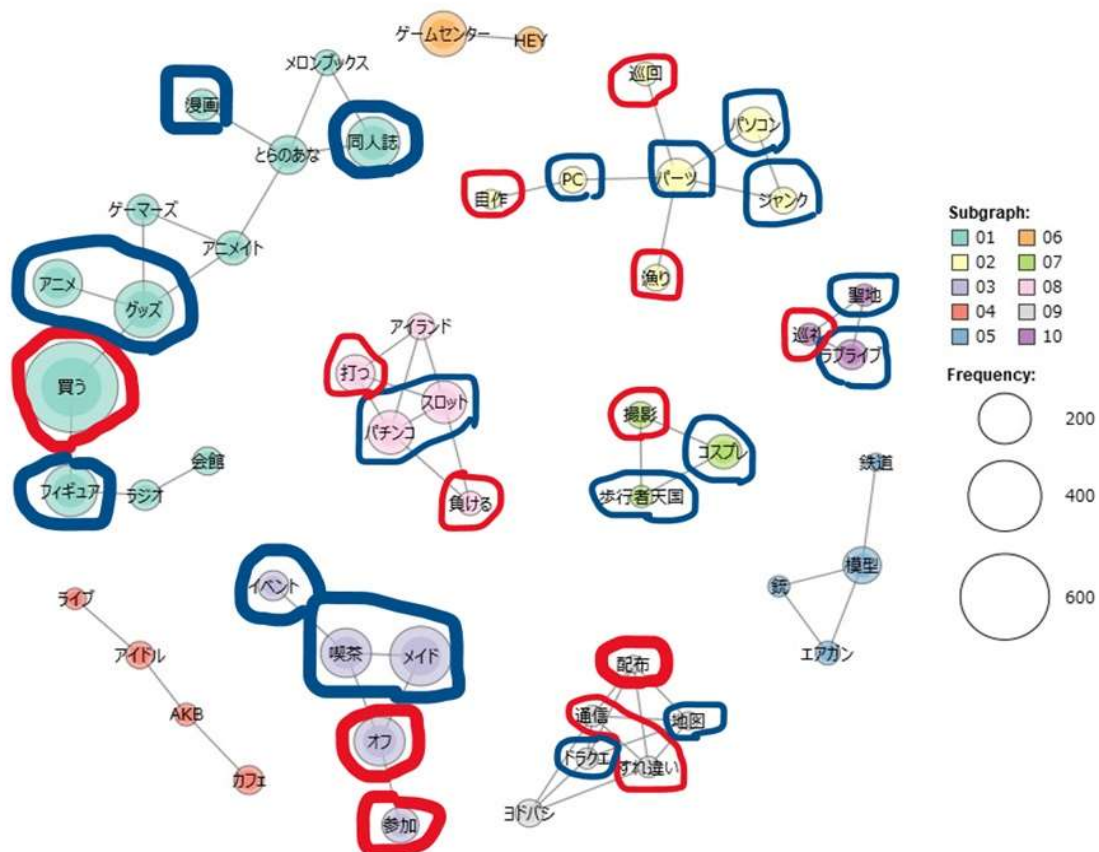 ゲームセンター
HEY
メロンブックス
漫画
同人誌
とらのあな
ゲーマーズ
アニメイト
アニメ
グッズ
買う
フィギュア
ラジオ
会館
巡回
パソコン
PC
パーツ
自作
ジャンク
漁り
アイランド
打つ
スロット
パチンコ
負ける
聖地
巡礼
ラブライブ
撮影
コスプレ
歩行者天国
鉄道
模型
銃
エアガン
ライブ
アイドル
AKB
カフェ
イベント
喫茶
メイド
オフ
参加
配布
通信
地図
ドラクエ
すれ違い
ヨドバシ
Subgraph:
01 06
02 07
03 08
04 09
05 10
Frequency:
200
400
600